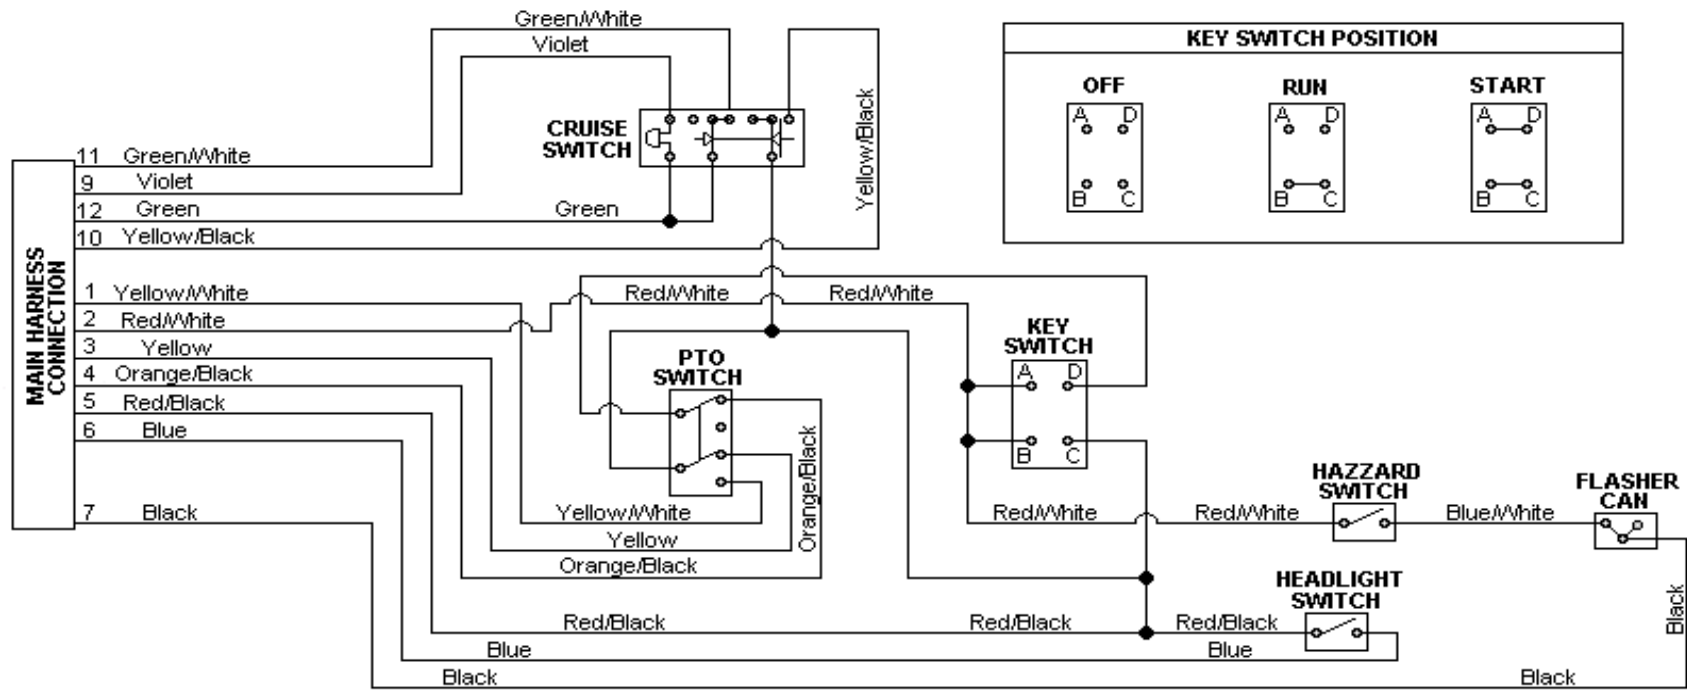 Green/White
Violet
CRUISE
SWITCH
Yellow/Black
KEY SWITCH POSITION
OFF
RUN
START
A D
B C
A D
B C
A D
B C
MAIN HARNESS
CONNECTION
11 Green/White
9 Violet
12 Green
Green
10 Yellow/Black
1 Yellow/White
Red/White
Red/White
2 Red/White
3 Yellow
4 Orange/Black
5 Red/Black
6 Blue
7 Black
PTO
SWITCH
KEY
SWITCH
A D
B C
Orange/Black
Yellow/White
Yellow
Orange/Black
Red/White
Red/White
HAZZARD
SWITCH
Blue/White
FLASHER
CAN
HEADLIGHT
SWITCH
Red/Black
Red/Black
Red/Black
Blue
Blue
Black
Black
Black